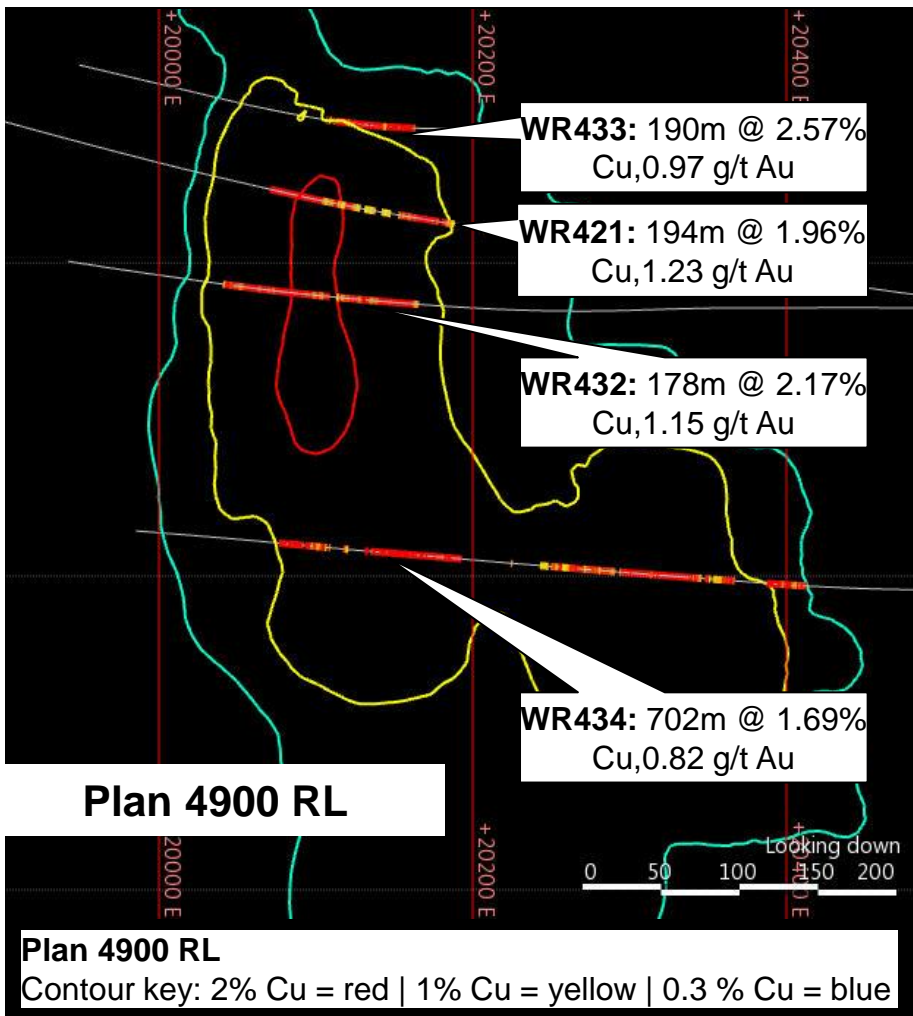 +20000 E
+20200 E
+20400 E
WR433: 190m @ 2.57%
Cu,0.97 g/t Au
WR421: 194m @ 1.96%
Cu,1.23 g/t Au
WR432: 178m @ 2.17%
Cu,1.15 g/t Au
WR434: 702m @ 1.69%
Cu,0.82 g/t Au
Plan 4900 RL
+20000 E
+20200 E
+20400 E
Looking down
0 50 100 150 200
Plan 4900 RL
Contour key: 2% Cu = red | 1% Cu = yellow | 0.3 % Cu = blue